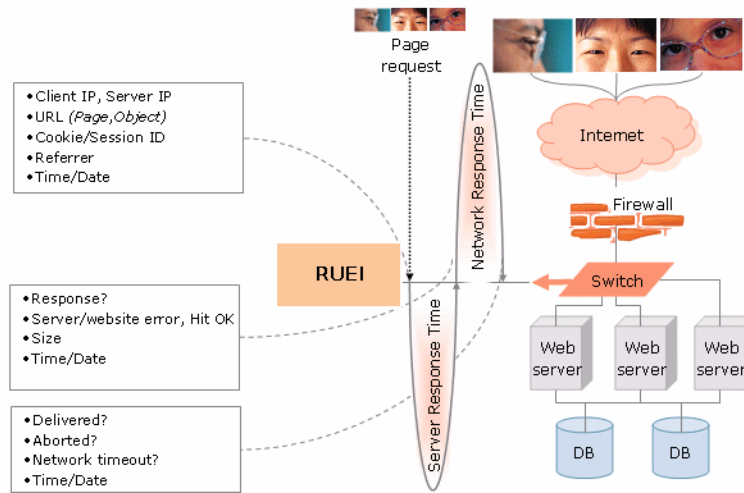 Page
request
• Client IP, Server IP
• URL (Page,Object)
• Cookie/Session ID
• Referrer
• Time/Date
Network Response Time
Internet
Firewall
RUEI
Switch
• Response?
• Server/website error, Hit OK
• Size
• Time/Date
Server Response Time
Web
server
Web
server
Web
server
• Delivered?
• Aborted?
• Network timeout?
• Time/Date
DB
DB